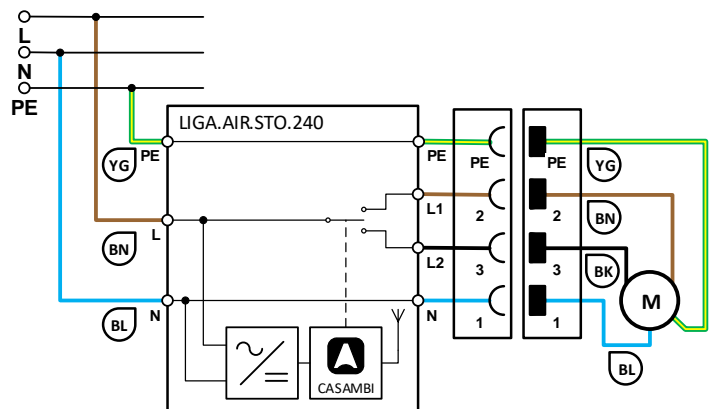 L
N
PE
LIGA.AIR.STO.240
YG
PE
PE
PE
PE
YG
L1
2
2
BN
BN
L
L2
3
3
BK
M
BL
N
N
1
1
BL
CASAMBI